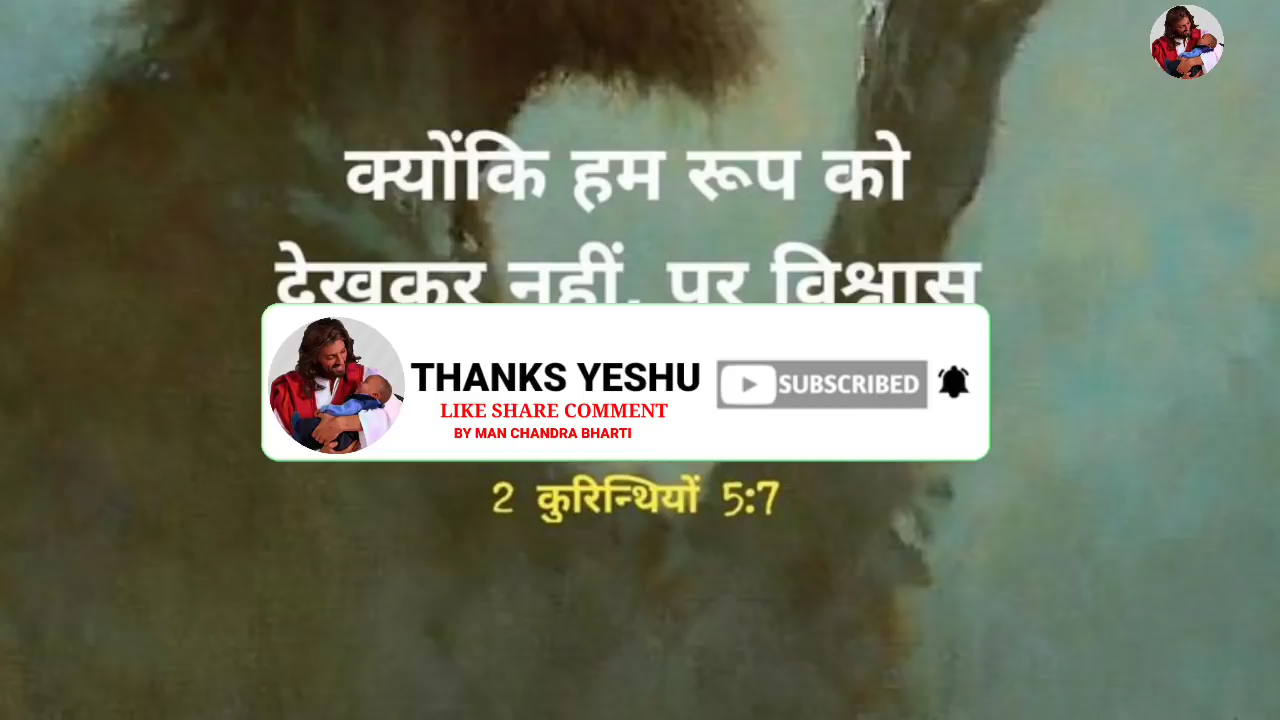 क्योंकि हम रूप को
देखकर नहीं, पर विश्वास
THANKS YESHU
SUBSCRIBED
LIKE SHARE COMMENT
BY MAN CHANDRA BHARTI
2 कुरिन्थियों 5:7